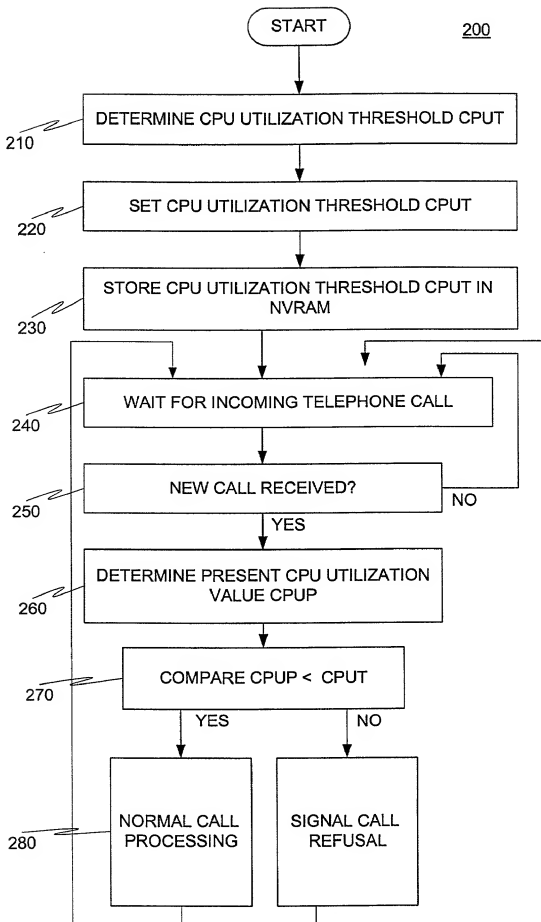 START
200
DETERMINE CPU UTILIZATION THRESHOLD CPUT
210
SET CPU UTILIZATION THRESHOLD CPUT
220
STORE CPU UTILIZATION THRESHOLD CPUT IN
NVRAM
230
WAIT FOR INCOMING TELEPHONE CALL
240
NEW CALL RECEIVED?
250
NO
YES
DETERMINE PRESENT CPU UTILIZATION
VALUE CPUP
260
COMPARE CPUP < CPUT
270
YES
NO
NORMAL CALL
PROCESSING
280
SIGNAL CALL
REFUSAL